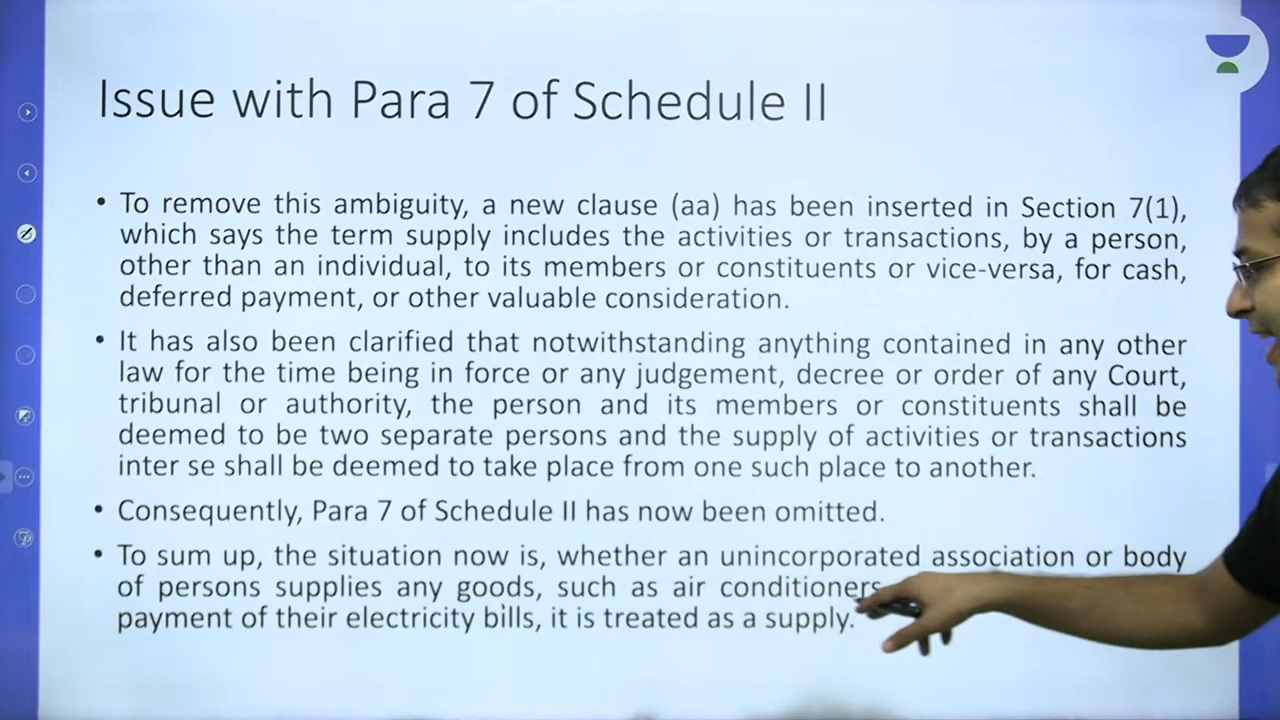 Issue with Para 7 of Schedule II
• To remove this ambiguity, a new clause (aa) has been inserted in Section 7(1),
which says the term supply includes the activities or transactions, by a person,
other than an individual, to its members or constituents or vice-versa, for cash,
deferred payment, or other valuable consideration.
• It has also been clarified that notwithstanding anything contained in any other
law for the time being in force or any judgement, decree or order of any Court,
tribunal or authority, the person and its members or constituents shall be
deemed to be two separate persons and the supply of activities or transactions
inter se shall be deemed to take place from one such place to another.
• Consequently, Para 7 of Schedule II has now been omitted.
• To sum up, the situation now is, whether an unincorporated association or body
of persons supplies any goods, such as air conditioners
payment of their electricity bills, it is treated as a supply.